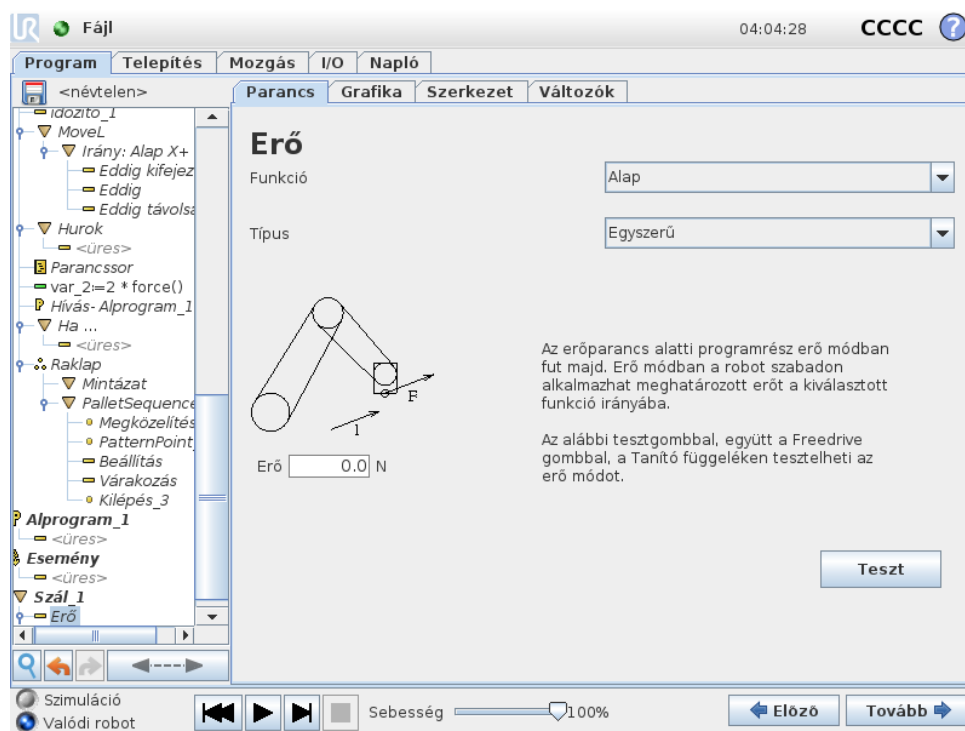 Fájl
04:04:28
CCCC
?
Program
Telepítés
Mozgás
I/O
Napló
<névtelen>
Parancs
Grafika
Szerkezet
Változók
időzítő_1
MoveL
Irány: Alap X+
Eddig kifejez
Eddig
Eddig távolsá
Hurok
<üres>
Parancssor
var_2:=2 * force()
Hívás- Alprogram_1
Ha ...
<üres>
Raklap
Mintázat
PalletSequence
Megközelítés
PatternPoint
Beállítás
Várakozás
Kilépés_3
Alprogram_1
<üres>
Esemény
<üres>
Szál_1
Erő
Erő
Funkció
Alap
Típus
Egyszerű
F
1
Erő 0.0 N
Az erőparancs alatti programrész erő módban
fut majd. Erő módban a robot szabadon
alkalmazhat meghatározott erőt a kiválasztott
funkció irányába.
Az alábbi tesztgombbal, együtt a Freedrive
gombbal, a Tanító függeléken tesztelheti az
erő módot.
Teszt
Szimuláció
Valódi robot
Sebesség
100%
Előző
Tovább